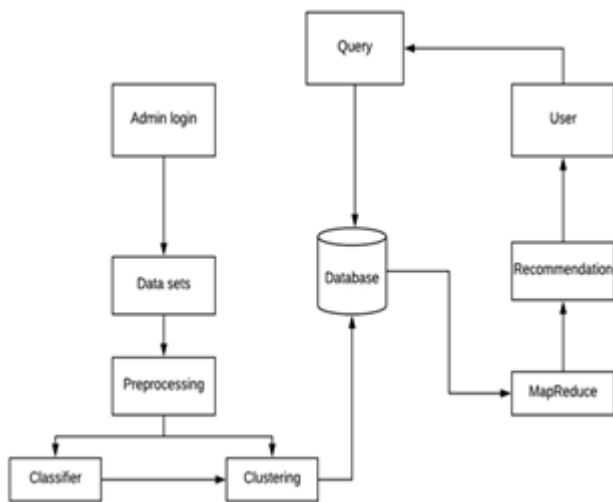 Query
Admin login
User
Database
Data sets
Recommendation
Preprocessing
MapReduce
Classifier
Clustering